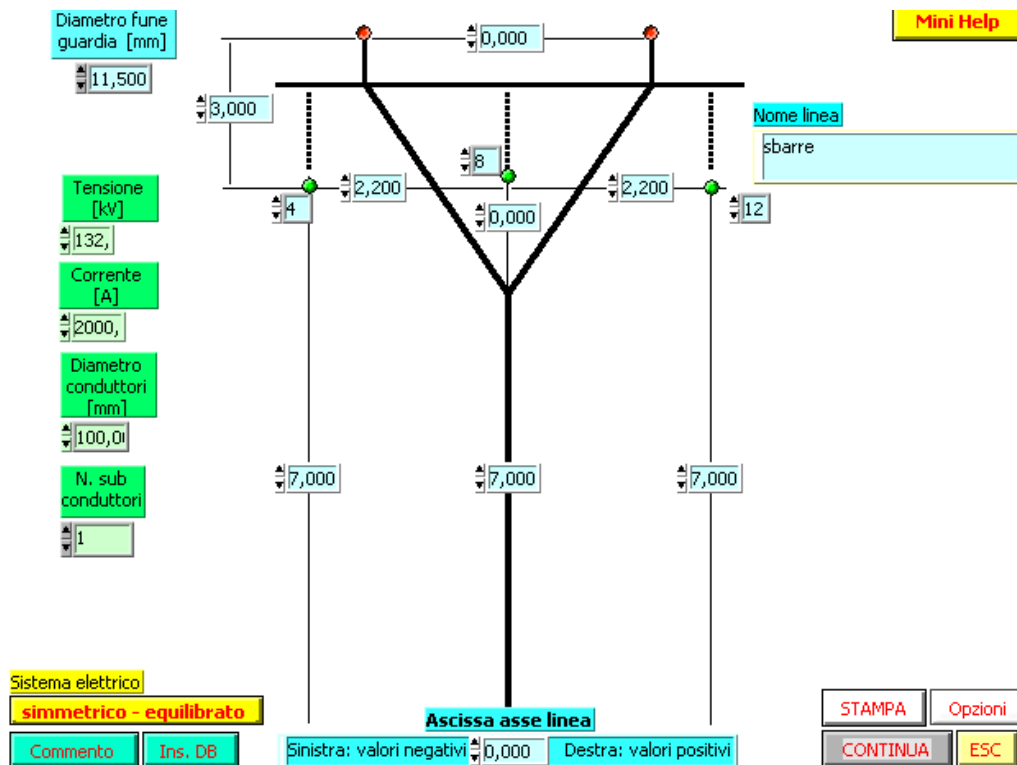 Diametro fune
guardia [mm]
11,500
0,000
Mini Help
3,000
Nome linea
sbarre
8
2,200
2,200
4
0,000
12
Tensione
[kV]
132,
Corrente
[A]
2000,
Diametro
conduttori
[mm]
100,0
7,000
7,000
7,000
N. sub
conduttori
1
Sistema elettrico
simmetrico - equilibrato
Commento
Ins. DB
Ascissa asse linea
Sinistra: valori negativi
0,000
Destra: valori positivi
STAMPA
Opzioni
CONTINUA
ESC